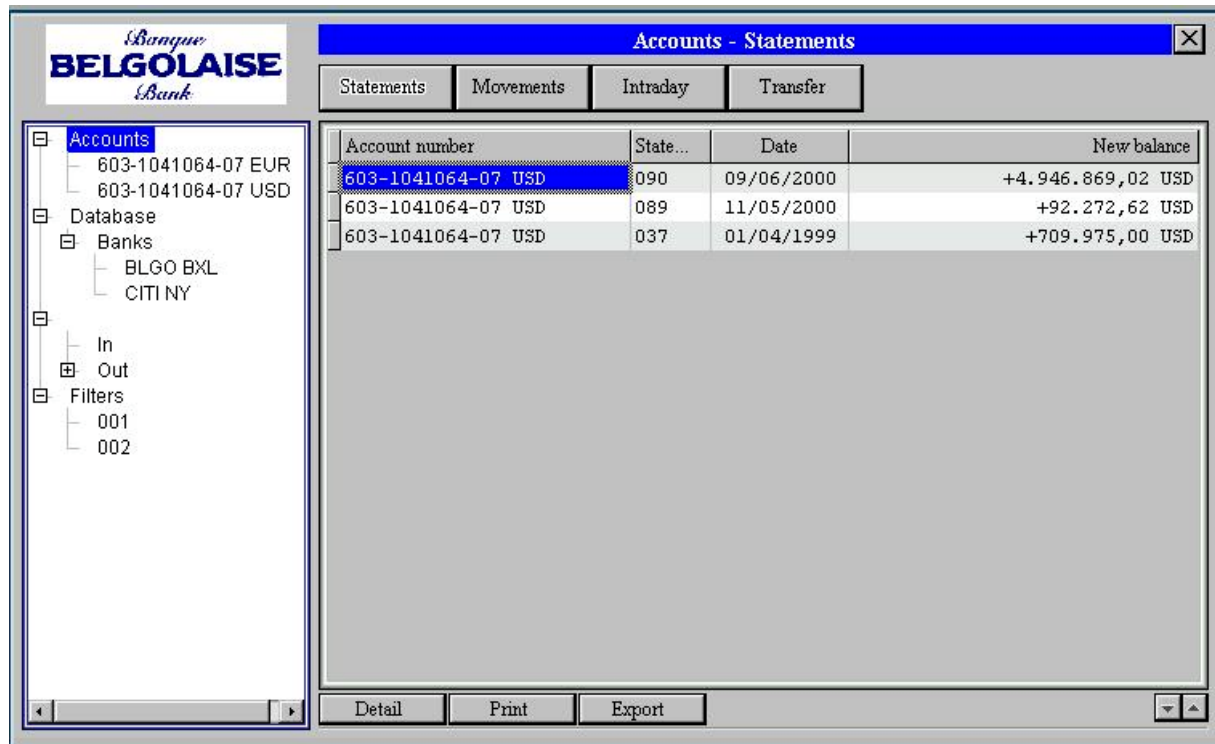 Banque
BELGOLAISE
Bank
Accounts - Statements
Statements Movements Intraday Transfer
Accounts
603-1041064-07 EUR
603-1041064-07 USD
Database
Banks
BLGO BXL
CITI NY
In
Out
Filters
001
002
Account number State... Date New balance
603-1041064-07 USD 090 09/06/2000 +4.946.869,02 USD
603-1041064-07 USD 089 11/05/2000 +92.272,62 USD
603-1041064-07 USD 037 01/04/1999 +709.975,00 USD
Detail Print Export